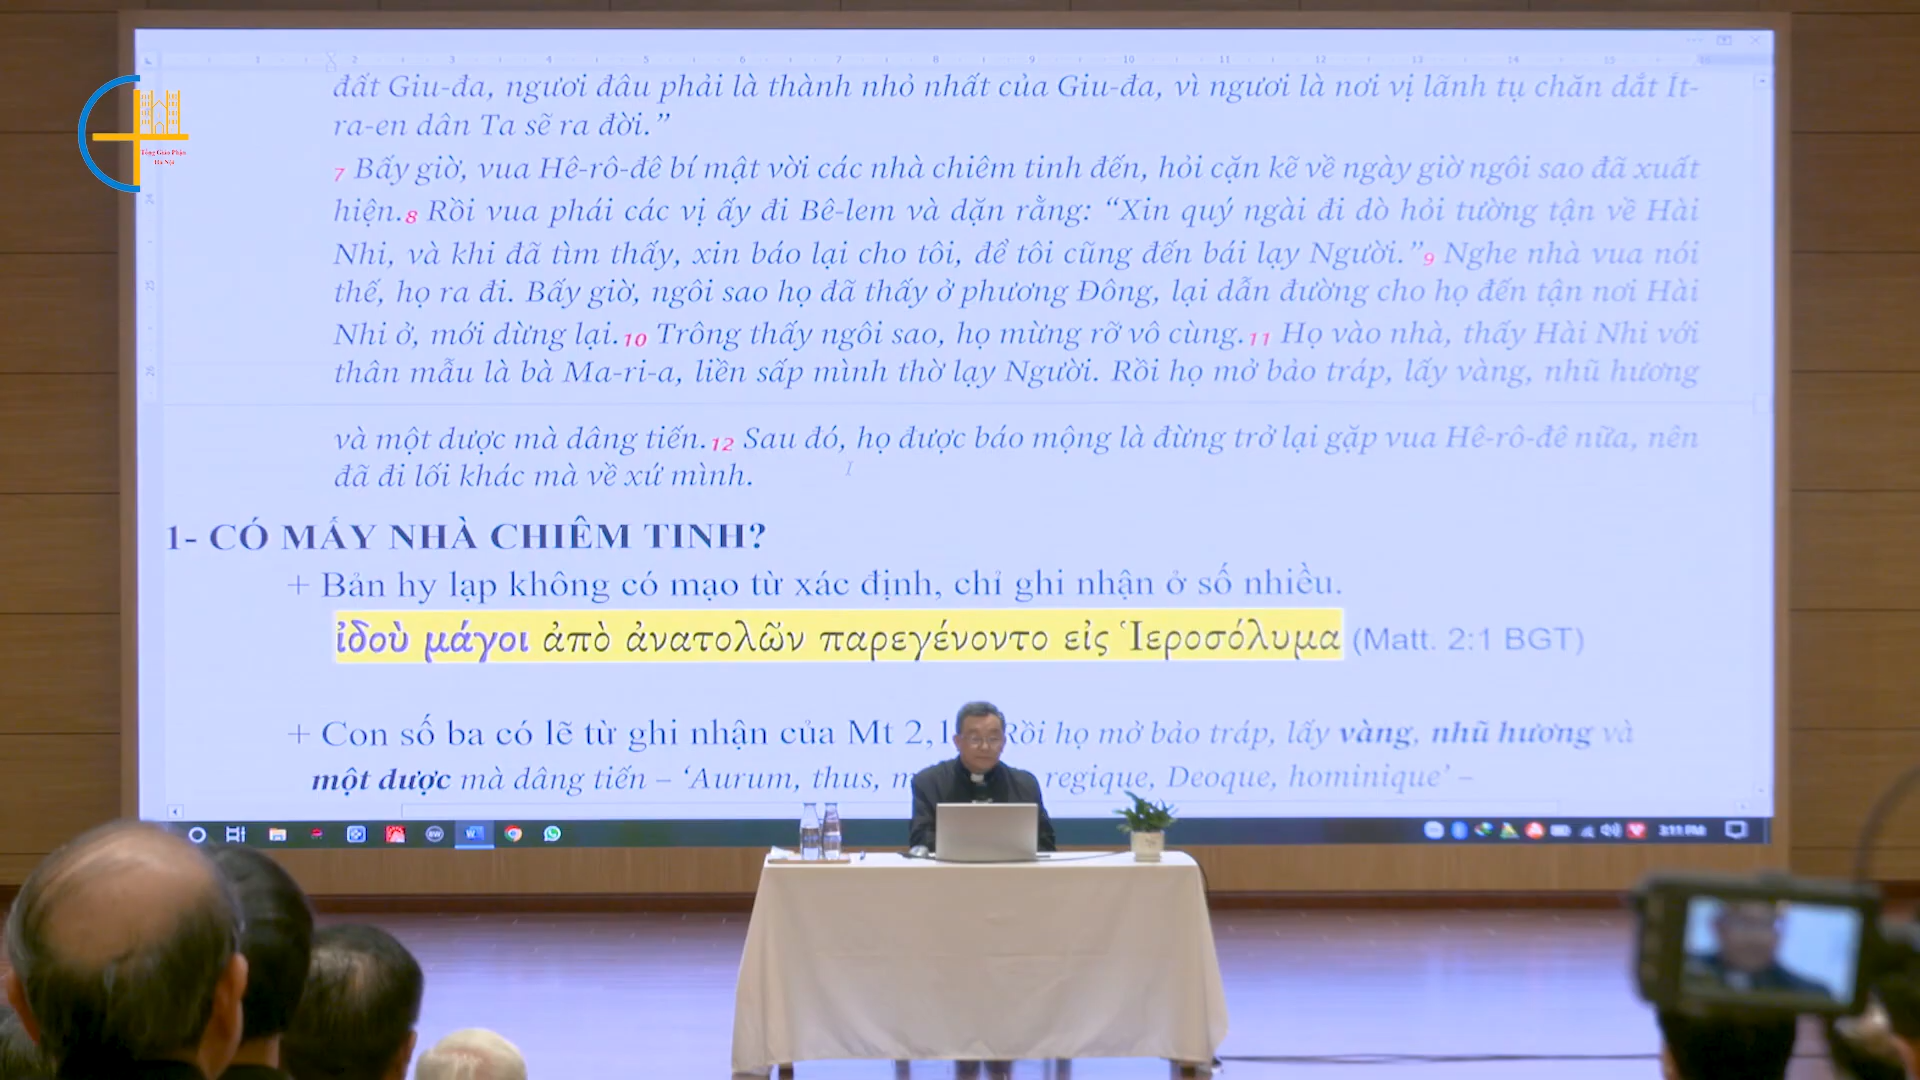 đất Giu-đa, ngươi đâu phải là thành nhỏ nhất của Giu-đa, vì ngươi là nơi vị lãnh tụ chăn dắt Ít-
ra-en dân Ta sẽ ra đời.”
7 Bấy giờ, vua Hê-rô-đê bí mật vời các nhà chiêm tinh đến, hỏi cặn kẽ về ngày giờ ngôi sao đã xuất
hiện.8 Rồi vua phái các vị ấy đi Bê-lem và dặn rằng: “Xin quý ngài đi dò hỏi tường tận về Hài
Nhi, và khi đã tìm thấy, xin báo lại cho tôi, để tôi cũng đến bái lạy Người.”9 Nghe nhà vua nói
thế, họ ra đi. Bấy giờ, ngôi sao họ đã thấy ở phương Đông, lại dẫn đường cho họ đến tận nơi Hài
Nhi ở, mới dừng lại.10 Trông thấy ngôi sao, họ mừng rỡ vô cùng.11 Họ vào nhà, thấy Hài Nhi với
thân mẫu là bà Ma-ri-a, liền sấp mình thờ lạy Người. Rồi họ mở bảo tráp, lấy vàng, nhũ hương
và một dược mà dâng tiến.12 Sau đó, họ được báo mộng là đừng trở lại gặp vua Hê-rô-đê nữa, nên
đã đi lối khác mà về xứ mình.
1- CÓ MẤY NHÀ CHIÊM TINH?
+ Bản hy lạp không có mạo từ xác định, chỉ ghi nhận ở số nhiều.
ἰδοὺ μάγοι ἀπὸ ἀνατολῶν παρεγένοντο εἰς Ἱεροσόλυμα (Matt. 2:1 BGT)
+ Con số ba có lẽ từ ghi nhận của Mt 2,1 Rồi họ mở bảo tráp, lấy vàng, nhũ hương và
một dược mà dâng tiến – ‘Aurum, thus, regique, Deoque, hominique’ –
3:11 PM
Tổng Giáo Phận
Hà Nội